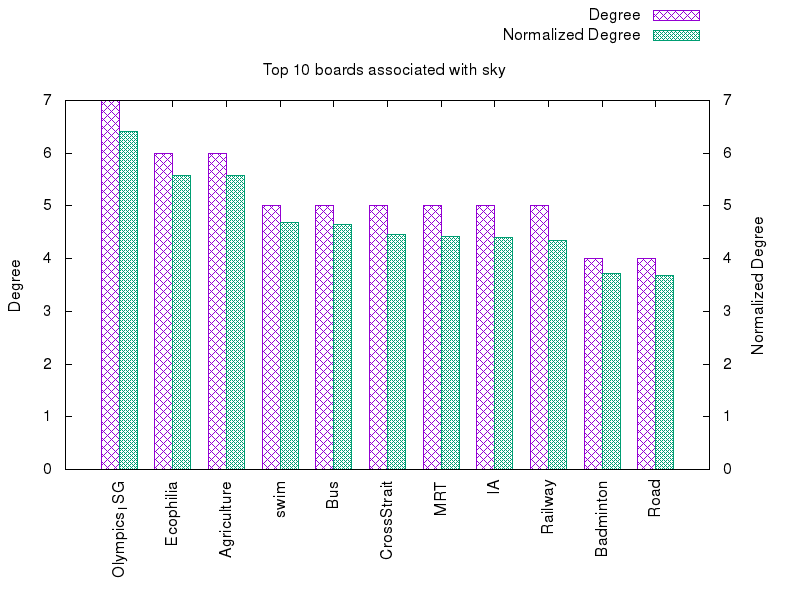 Degree
Normalized Degree
Top 10 boards associated with sky
7
6
5
4
3
2
1
0
7
6
5
4
3
2
1
0
Degree
Normalized Degree
Olympics_ISG
Ecophilia
Agriculture
swim
Bus
CrossStrait
MRT
IA
Railway
Badminton
Road